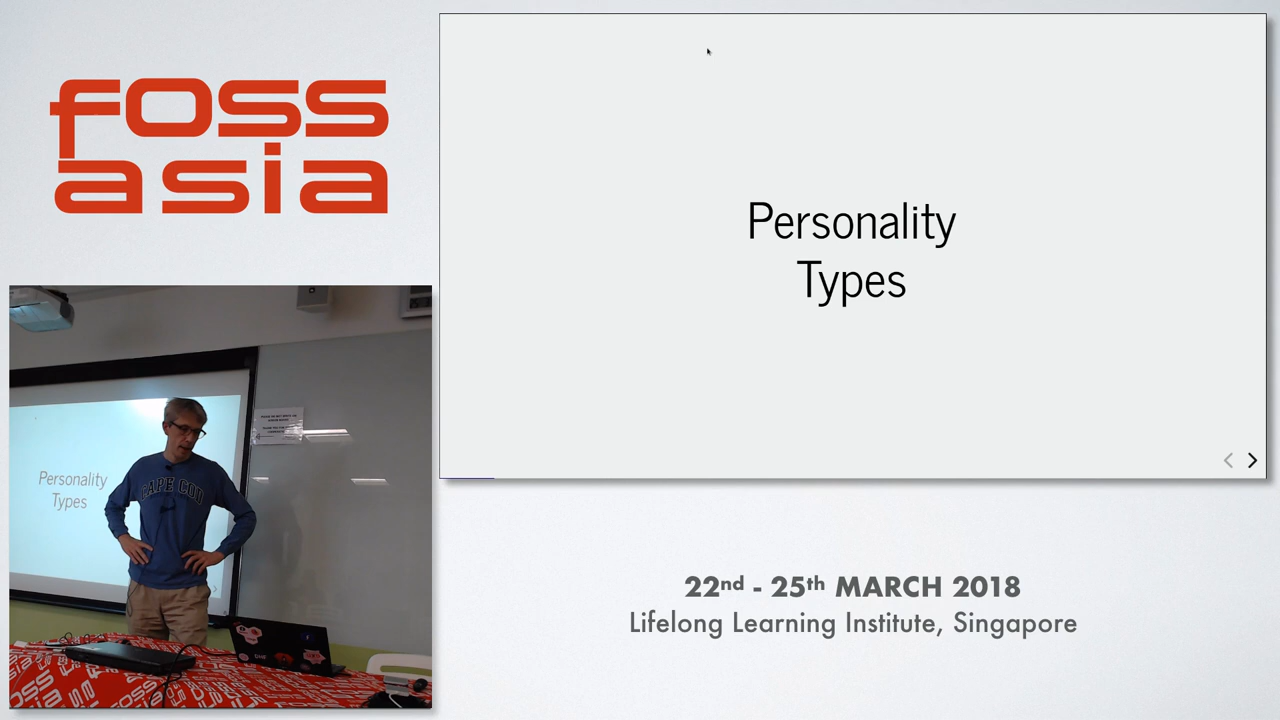 foss
asia
Personality
Types
Personality
Types
CAPE COD
22nd - 25th MARCH 2018
Lifelong Learning Institute, Singapore